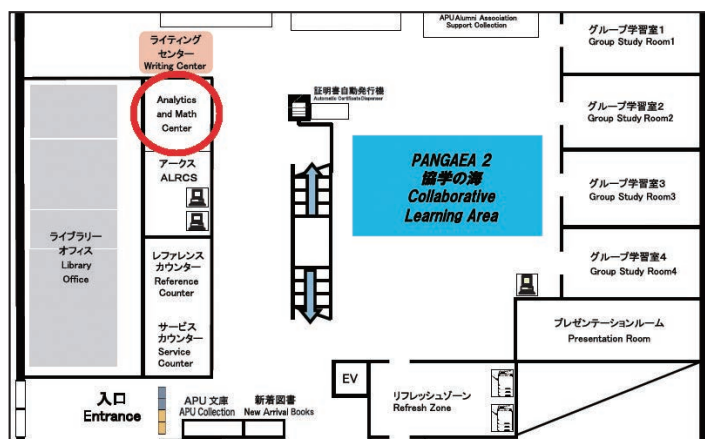 APU Alumni Association
Support Collection
ライティング
センター
Writing Center
Analytics
and Math
Center
アークス
ALRCS
ライブラリー
オフィス
Library
Office
レファレンス
カウンター
Reference
Counter
サービス
カウンター
Service
Counter
入口
Entrance
APU 文庫
APU Collection
新着図書
New Arrival Books
証明書自動発行機
Automatic Certificate Dispenser
PANGAEA 2
協学の海
Collaborative
Learning Area
グループ学習室1
Group Study Room1
グループ学習室2
Group Study Room2
グループ学習室3
Group Study Room3
グループ学習室4
Group Study Room4
プレゼンテーションルーム
Presentation Room
EV
リフレッシュゾーン
Refresh Zone